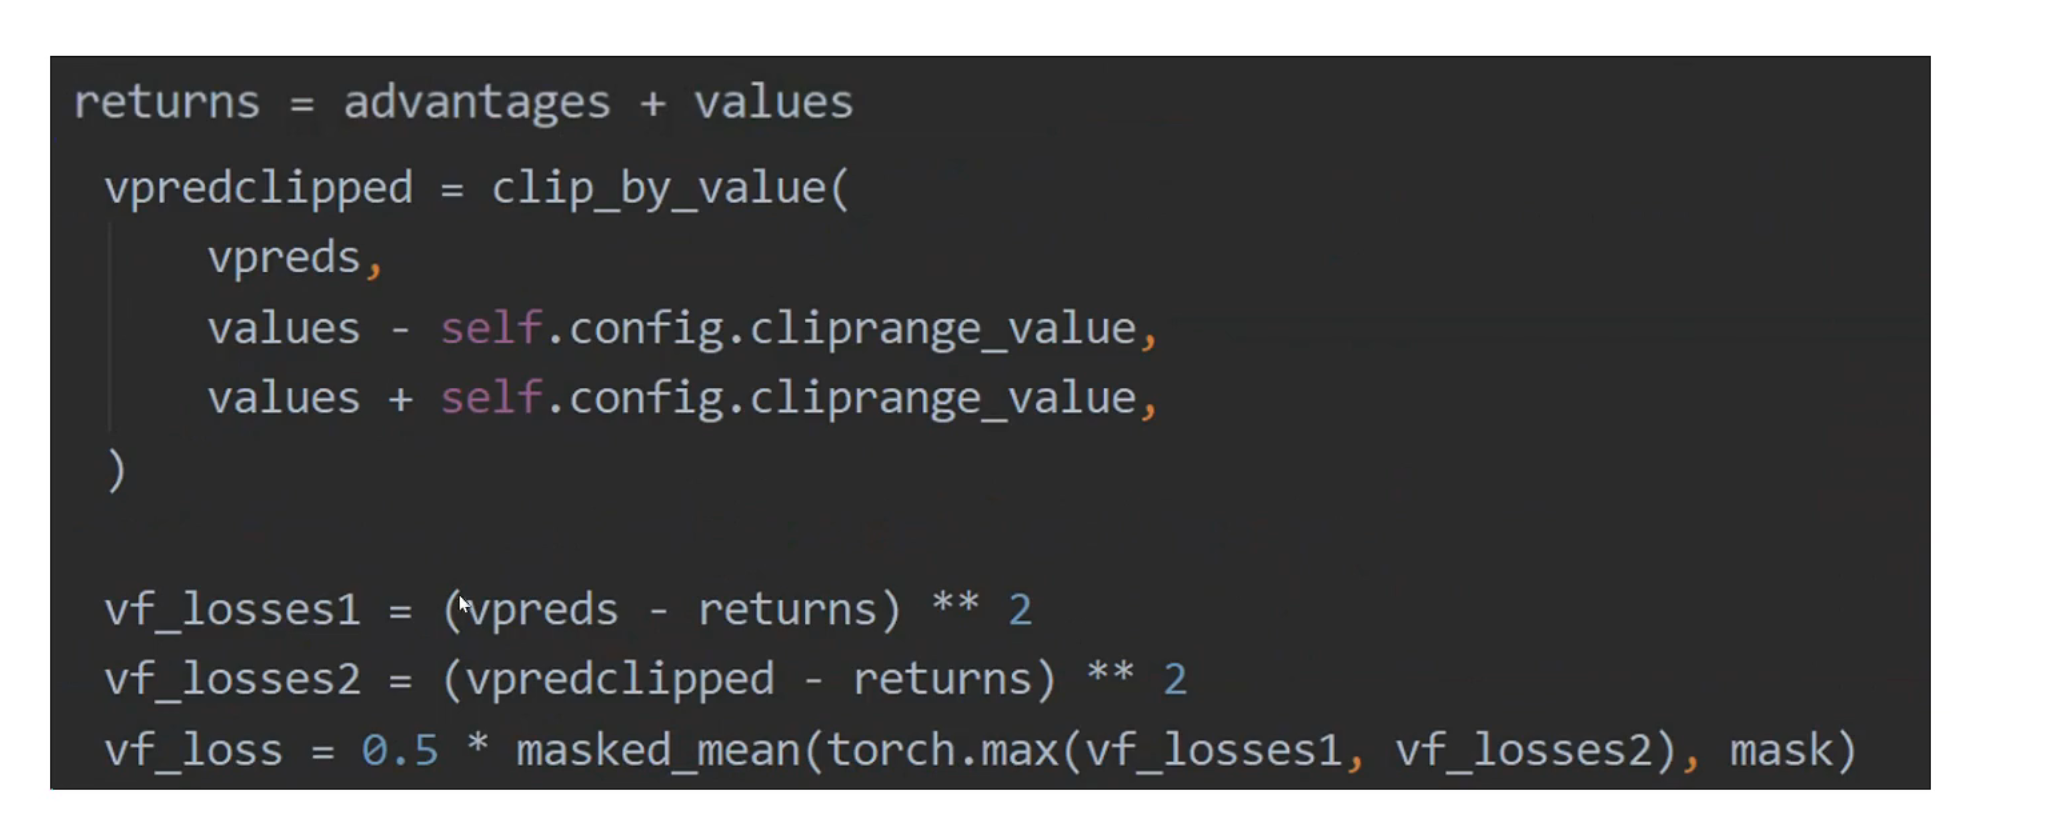 returns = advantages + values
vpredclipped = clip_by_value(
vpreds,
values - self.config.cliprange_value,
values + self.config.cliprange_value,
)
vf_losses1 = (vpreds - returns) ** 2
vf_losses2 = (vpredclipped - returns) ** 2
vf_loss = 0.5 * masked_mean(torch.max(vf_losses1, vf_losses2), mask)